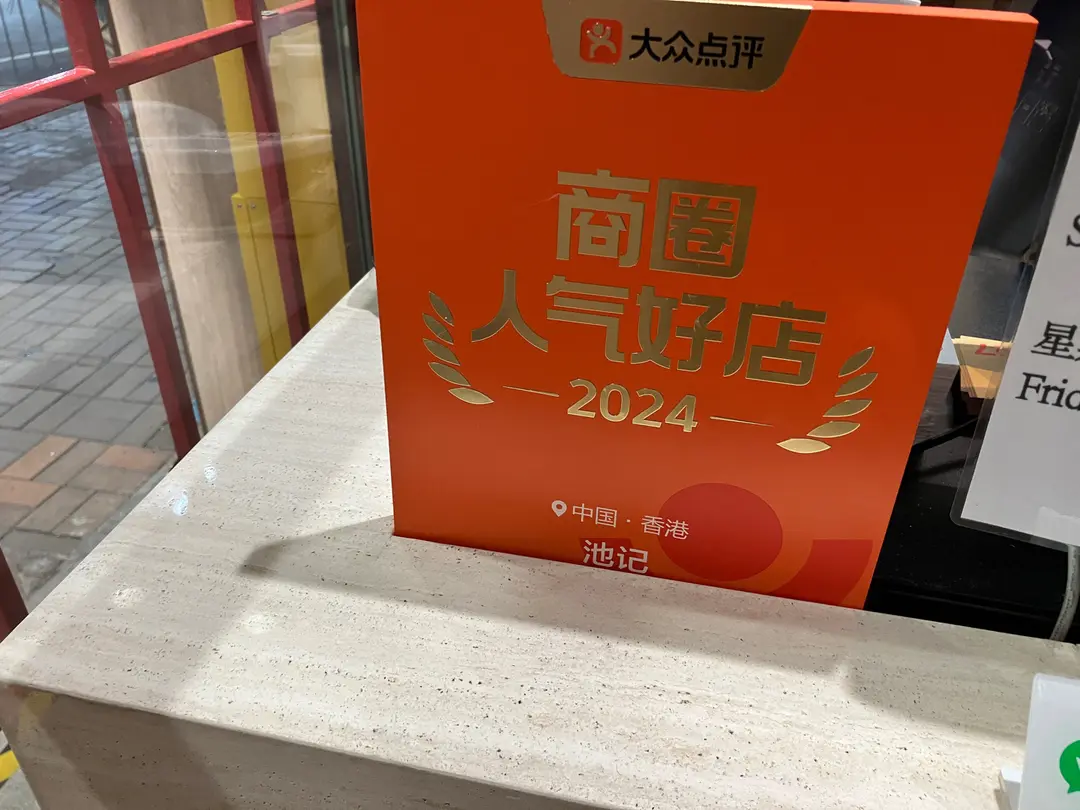 大众点评
商圈
人气好店
2024
中国·香港
池记